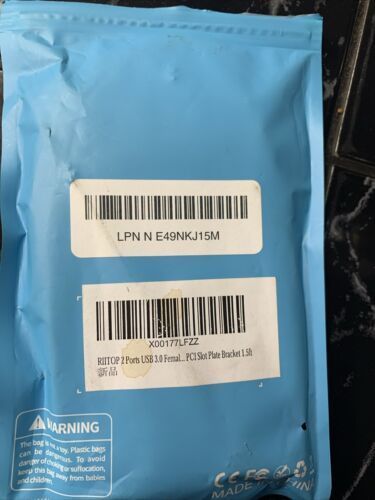 LPN N E49NKJ15M
X00177LFZZ
RIITOP 2 Ports USB 3.0 Femal... PCI Slot Plate Bracket 1.5ft
新品
WARNING
The bag is not a toy. Plastic bags
can be dangerous. To avoid
danger of choking or suffocation,
keep this bag away from babies
and children.
CE FC
MADE IN CHINA